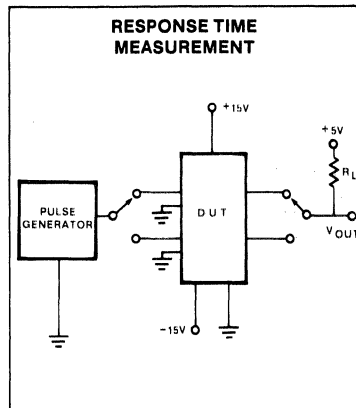 RESPONSE TIME
MEASUREMENT
+15V
+5V
RL
PULSE
GENERATOR
DUT
VOUT
-15V